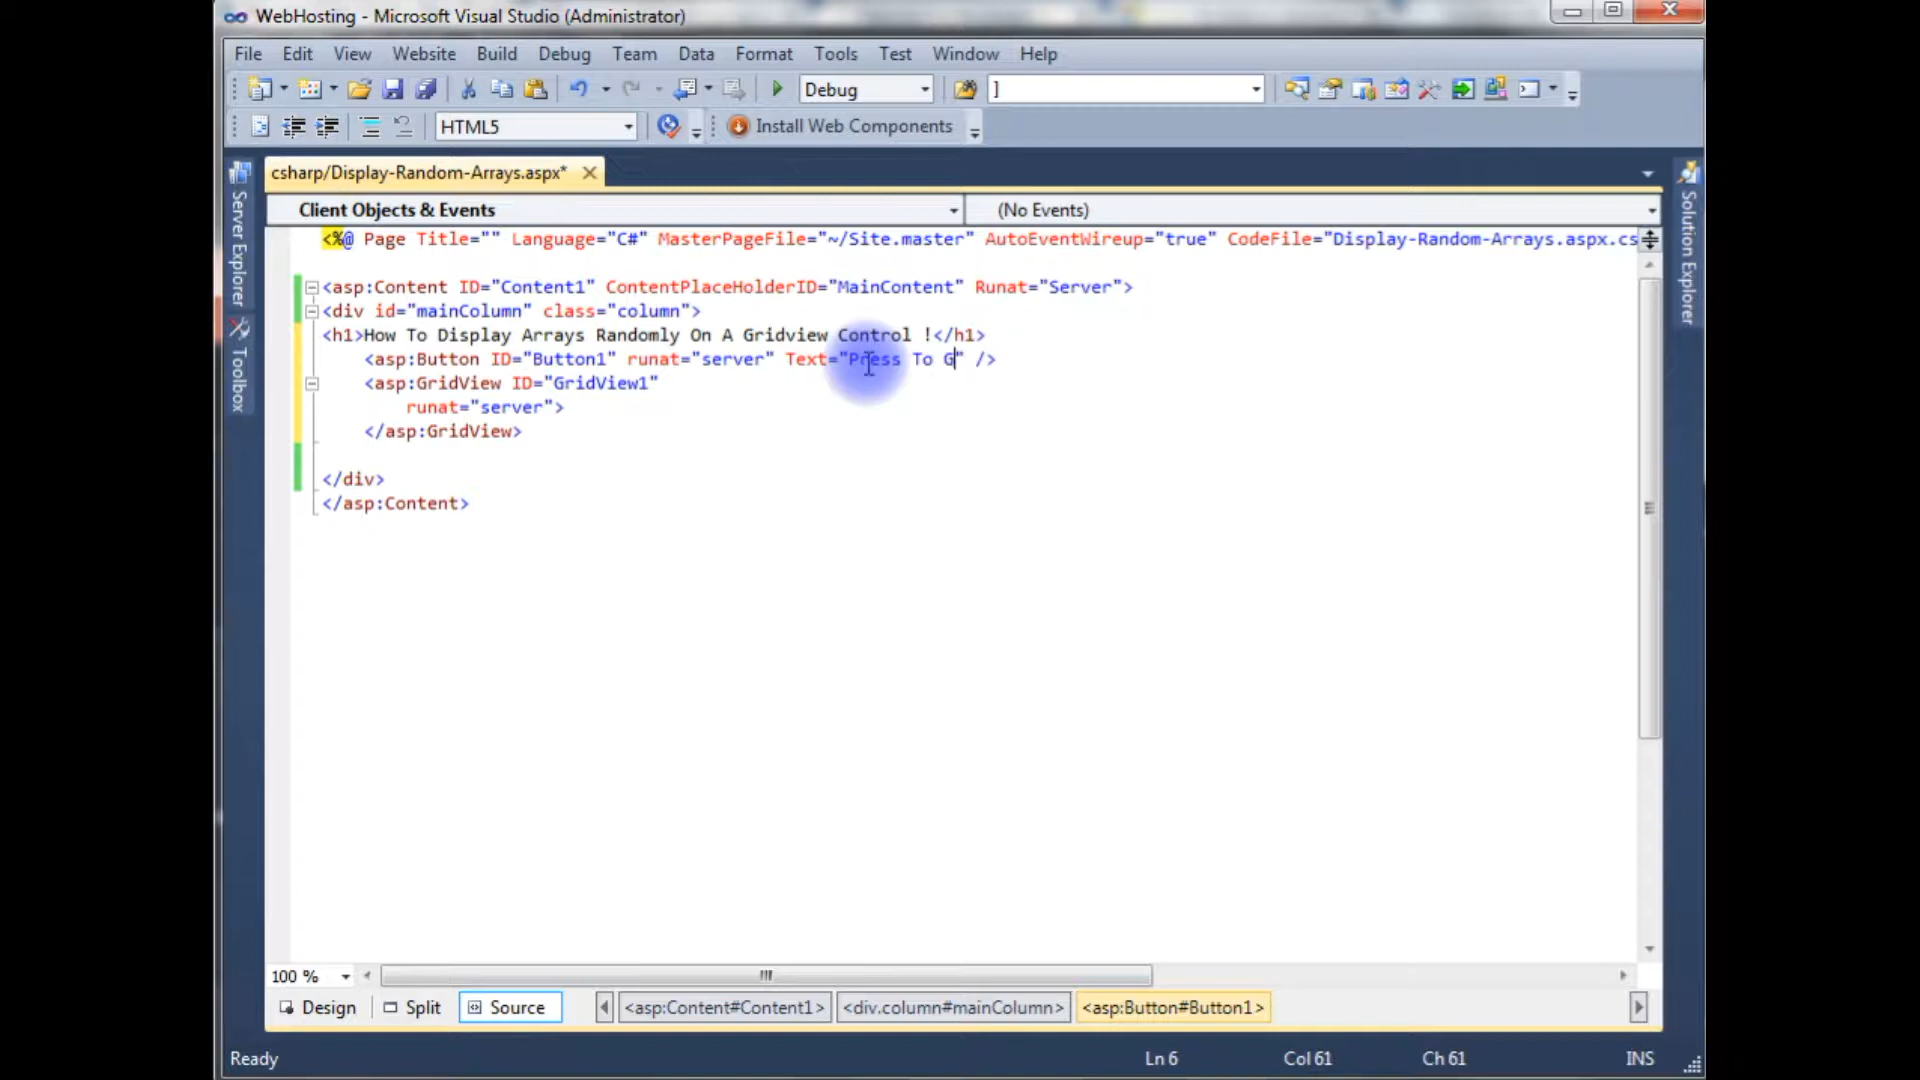 WebHosting - Microsoft Visual Studio (Administrator)
File Edit View Website Build Debug Team Data Format Tools Test Window Help
Debug ]
HTML5 Install Web Components
csharp/Display-Random-Arrays.aspx*
Client Objects & Events (No Events)
<%@ Page Title="" Language="C#" MasterPageFile="~/Site.master" AutoEventWireup="true" CodeFile="Display-Random-Arrays.aspx.cs
<asp:Content ID="Content1" ContentPlaceHolderID="MainContent" Runat="Server">
<div id="mainColumn" class="column">
<h1>How To Display Arrays Randomly On A Gridview Control !</h1>
<asp:Button ID="Button1" runat="server" Text="Press To G" />
<asp:GridView ID="GridView1"
runat="server">
</asp:GridView>
</div>
</asp:Content>
Server Explorer
Toolbox
Solution Explorer
100 %
Design Split Source <asp:Content#Content1> <div.column#mainColumn> <asp:Button#Button1>
Ready Ln 6 Col 61 Ch 61 INS